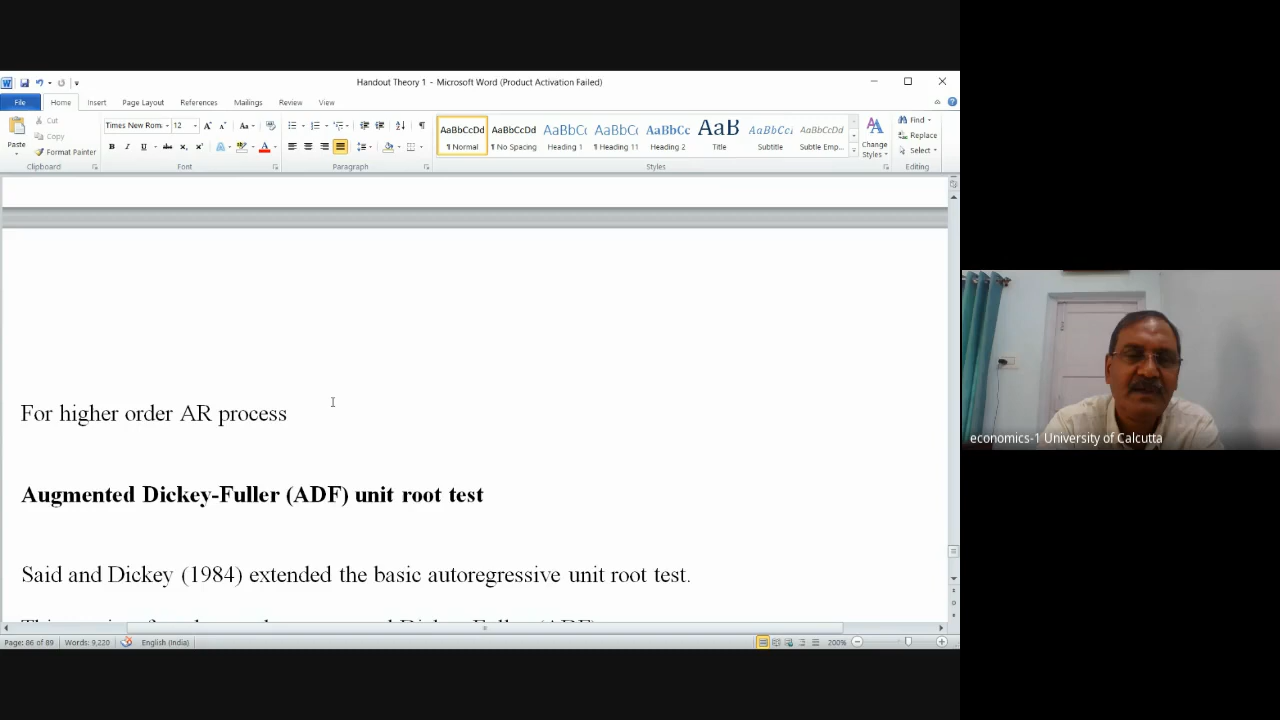 Handout Theory 1 - Microsoft Word (Product Activation Failed)
File Home Insert Page Layout References Mailings Review View
Cut
Copy
Paste
Format Painter
Clipboard
Times New Rom 12
Font
Paragraph
AaBbCcDd AaBbCcDd AaBbCc AaBbCc AaBbCc AaB AaBbCcL AaBbCcDd
¶ Normal ¶ No Spacing Heading 1 ¶ Heading 11 Heading 2 Title Subtitle Subtle Emp...
Styles
Change
Styles
Find
Replace
Select
Editing
For higher order AR process
Augmented Dickey-Fuller (ADF) unit root test
Said and Dickey (1984) extended the basic autoregressive unit root test.
Page: 86 of 89 Words: 9,220 English (India) 200%
economics-1 University of Calcutta